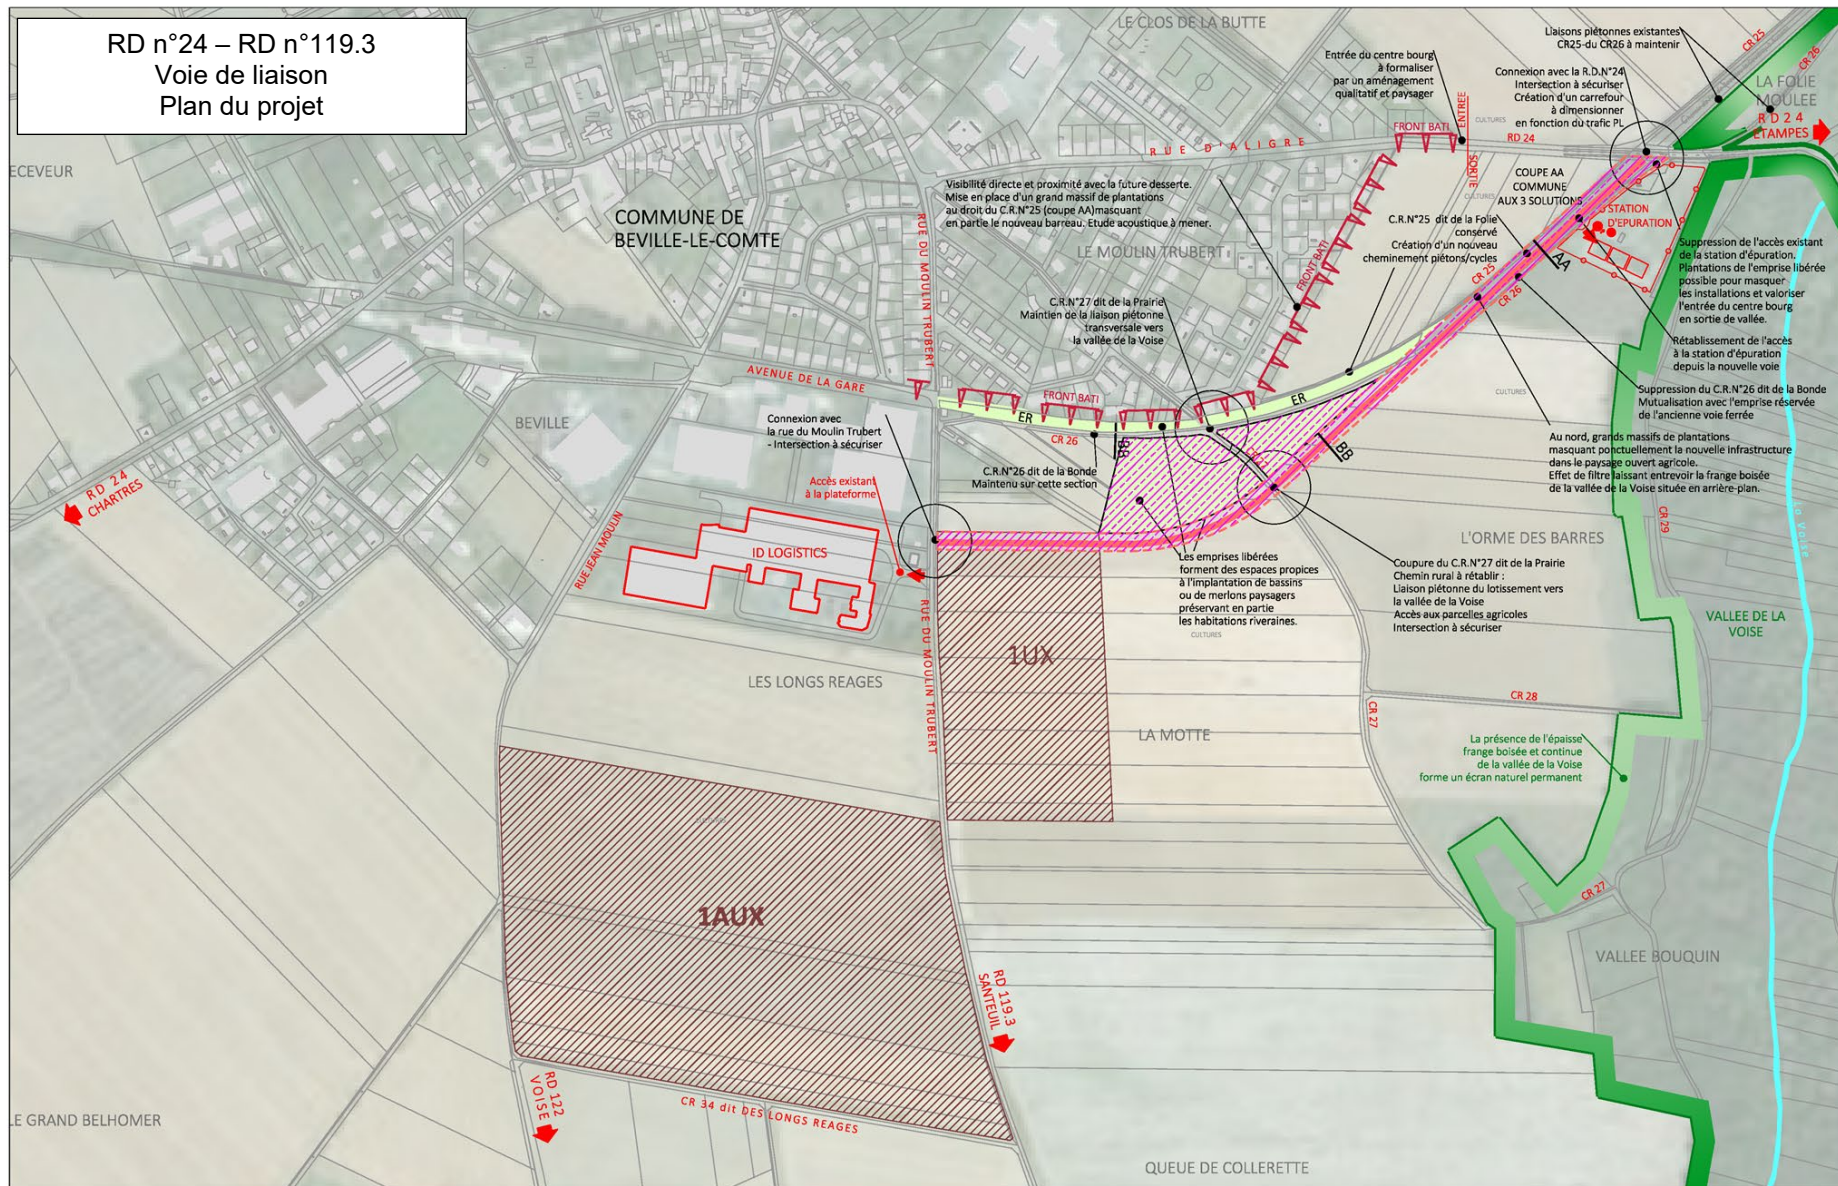 RD n°24 – RD n°119.3
Voie de liaison
Plan du projet
LE CLOS DE LA BUTTE
Liaisons piétonnes existantes
CR25-du CR26 à maintenir
CR 25
CR 26
LA FOLIE
MOULEE
RD 24
ETAMPES
Entrée du centre bourg
à formaliser
par un aménagement
qualitatif et paysager
Connexion avec la R.D.N°24
Intersection à sécuriser
Création d'un carrefour
à dimensionner
en fonction du trafic PL
ENTREE
SORTIE
CULTURES
RD 24
FRONT BATI
RUE D'ALIGRE
ECEVEUR
COMMUNE DE
BEVILLE-LE-COMTE
Visibilité directe et proximité avec la future desserte.
Mise en place d'un grand massif de plantations
au droit du C.R.N°25 (coupe AA)masquant
en partie le nouveau barreau. Etude acoustique à mener.
COUPE AA
COMMUNE
AUX 3 SOLUTIONS
CULTURES
STATION
D'EPURATION
C.R.N°25 dit de la Folie
conservé
Création d'un nouveau
cheminement piétons/cycles
LE MOULIN TRUBERT
FRONT BATI
RUE DU MOULIN TRUBERT
CR 25
CR 26
AA
Suppression de l'accès existant
de la station d'épuration.
Plantations de l'emprise libérée
possible pour masquer
les installations et valoriser
l'entrée du centre bourg
en sortie de vallée.
C.R.N°27 dit de la Prairie
Maintien de la liaison piétonne
transversale vers
la vallée de la Voise
Rétablissement de l'accès
à la station d'épuration
depuis la nouvelle voie
AVENUE DE LA GARE
FRONT BATI
ER
ER
CULTURES
Suppression du C.R.N°26 dit de la Bonde
Mutualisation avec l'emprise réservée
de l'ancienne voie ferrée
BEVILLE
Connexion avec
la rue du Moulin Trubert
- Intersection à sécuriser
CR 26
BB
BB
Au nord, grands massifs de plantations
masquant ponctuellement la nouvelle infrastructure
dans le paysage ouvert agricole.
Effet de filtre laissant entrevoir la frange boisée
de la vallée de la Voise située en arrière-plan.
C.R.N°26 dit de la Bonde
Maintenu sur cette section
Accès existant
à la plateforme
RD 24
CHARTRES
RUE JEAN MOULIN
ID LOGISTICS
CR 29
La Voise
L'ORME DES BARRES
Les emprises libérées
forment des espaces propices
à l'implantation de bassins
ou de merlons paysagers
préservant en partie
les habitations riveraines.
CULTURES
Coupure du C.R.N°27 dit de la Prairie
Chemin rural à rétablir :
Liaison piétonne du lotissement vers
la vallée de la Voise
Accès aux parcelles agricoles
Intersection à sécuriser
VALLEE DE LA
VOISE
RUE DU MOULIN TRUBERT
1UX
LES LONGS REAGES
CR 28
CR 27
LA MOTTE
La présence de l'épaisse
frange boisée et continue
de la vallée de la Voise
forme un écran naturel permanent
1AUX
CR 27
VALLEE BOUQUIN
RD 119.3
SANTEUIL
RD 122
VOISE
CR 34 dit DES LONGS REAGES
LE GRAND BELHOMER
QUEUE DE COLLERETTE